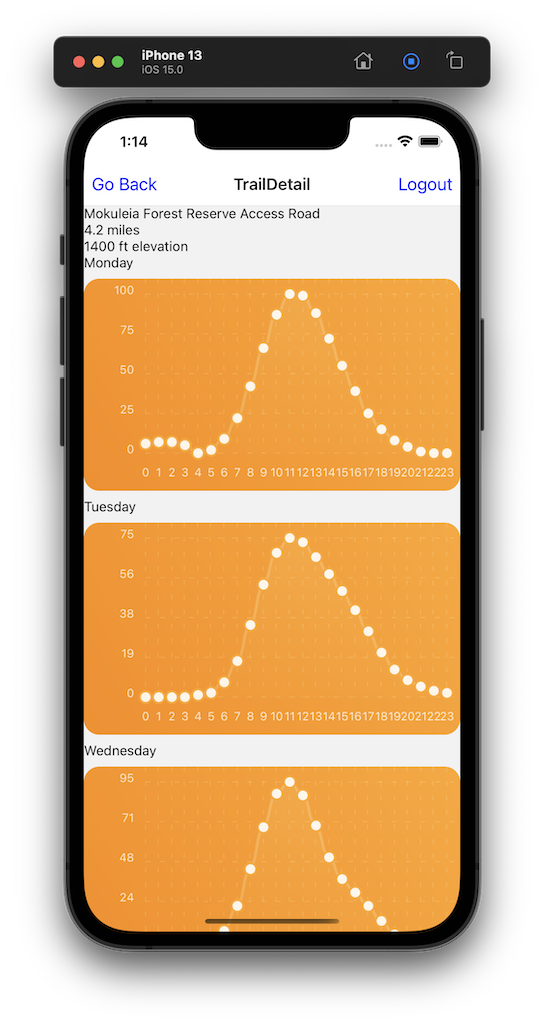 iPhone 13
iOS 15.0
1:14
Go Back TrailDetail Logout
Mokuleia Forest Reserve Access Road
4.2 miles
1400 ft elevation
Monday
100
75
50
25
0
0 1 2 3 4 5 6 7 8 9 10 11 12 13 14 15 16 17 18 19 20 21 22 23
Tuesday
75
56
38
19
0
0 1 2 3 4 5 6 7 8 9 10 11 12 13 14 15 16 17 18 19 20 21 22 23
Wednesday
95
71
48
24